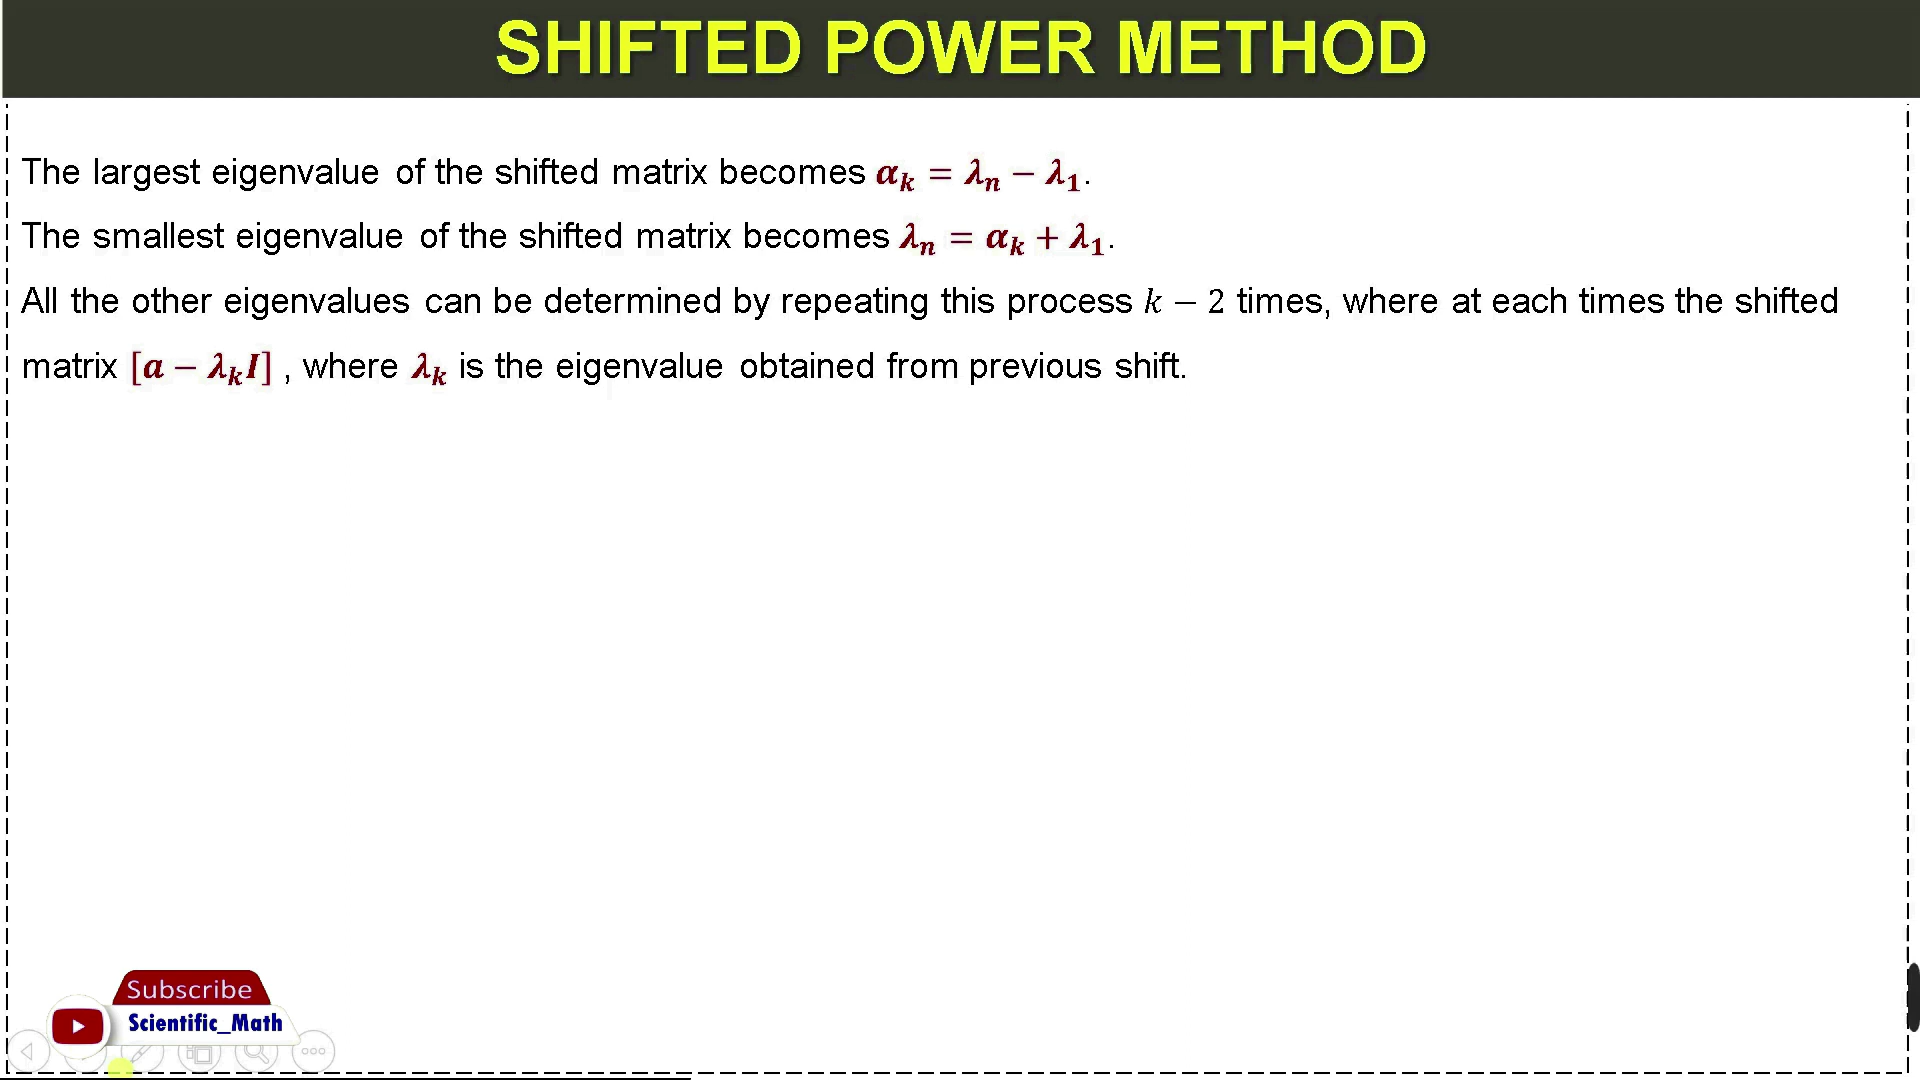 SHIFTED POWER METHOD
The largest eigenvalue of the shifted matrix becomes αₖ = λₙ − λ₁.
The smallest eigenvalue of the shifted matrix becomes λₙ = αₖ + λ₁.
All the other eigenvalues can be determined by repeating this process k − 2 times, where at each times the shifted
matrix [a − λₖI] , where λₖ is the eigenvalue obtained from previous shift.
Subscribe
Scientific_Math